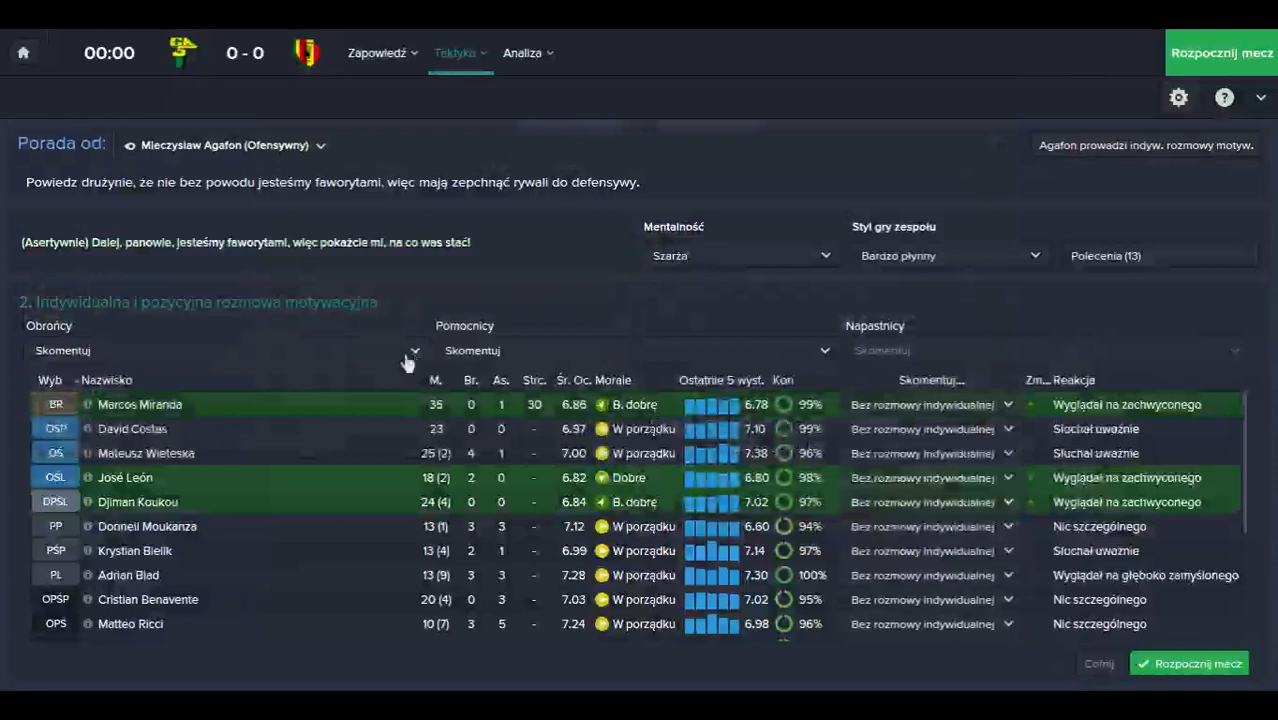 00:00 GKS 0 - 0 Zapowiedź Taktyka Analiza Rozpocznij mecz
?
Porada od: Mieczysław Agafon (Ofensywny) Agafon prowadzi indyw. rozmowy motyw.
Powiedz drużynie, że nie bez powodu jesteśmy faworytami, więc mają zepchnąć rywali do defensywy.
Mentalność Styl gry zespołu
(Asertywnie) Dalej, panowie, jesteśmy faworytami, więc pokażcie mi, na co was stać!
Szarża Bardzo płynny Polecenia (13)
2. Indywidualna i pozycyjna rozmowa motywacyjna
Obrońcy Pomocnicy Napastnicy
Skomentuj Skomentuj Skomentuj
Wyb Nazwisko M. Br. As. Strc. Śr. Oc. Morale Ostatnie 5 wyst. Kon Skomentuj... Zm... Reakcja
BR Marcos Miranda 35 0 1 30 6.86 B. dobre 6.78 99% Bez rozmowy indywidualnej Wyglądał na zachwyconego
OŚP David Costas 23 0 0 - 6.97 W porządku 7.10 99% Bez rozmowy indywidualnej Słuchał uważnie
OŚ Mateusz Wieteska 25 (2) 4 1 - 7.00 W porządku 7.38 96% Bez rozmowy indywidualnej Słuchał uważnie
OŚL José León 18 (2) 2 0 - 6.82 Dobre 6.80 98% Bez rozmowy indywidualnej Wyglądał na zachwyconego
DPŚL Djiman Koukou 24 (4) 0 0 - 6.84 B. dobre 7.02 97% Bez rozmowy indywidualnej Wyglądał na zachwyconego
PP Donneil Moukanza 13 (1) 3 3 - 7.12 W porządku 6.60 94% Bez rozmowy indywidualnej Nic szczególnego
PŚP Krystian Bielik 13 (4) 2 1 - 6.99 W porządku 7.14 97% Bez rozmowy indywidualnej Słuchał uważnie
PL Adrian Blad 13 (9) 3 3 - 7.28 W porządku 7.30 100% Bez rozmowy indywidualnej Wyglądał na głęboko zamyślonego
OPŚP Cristian Benavente 20 (4) 0 3 - 7.03 W porządku 7.02 95% Bez rozmowy indywidualnej Nic szczególnego
OPŚ Matteo Ricci 10 (7) 3 5 - 7.24 W porządku 6.98 96% Bez rozmowy indywidualnej Nic szczególnego
Cofnij Rozpocznij mecz